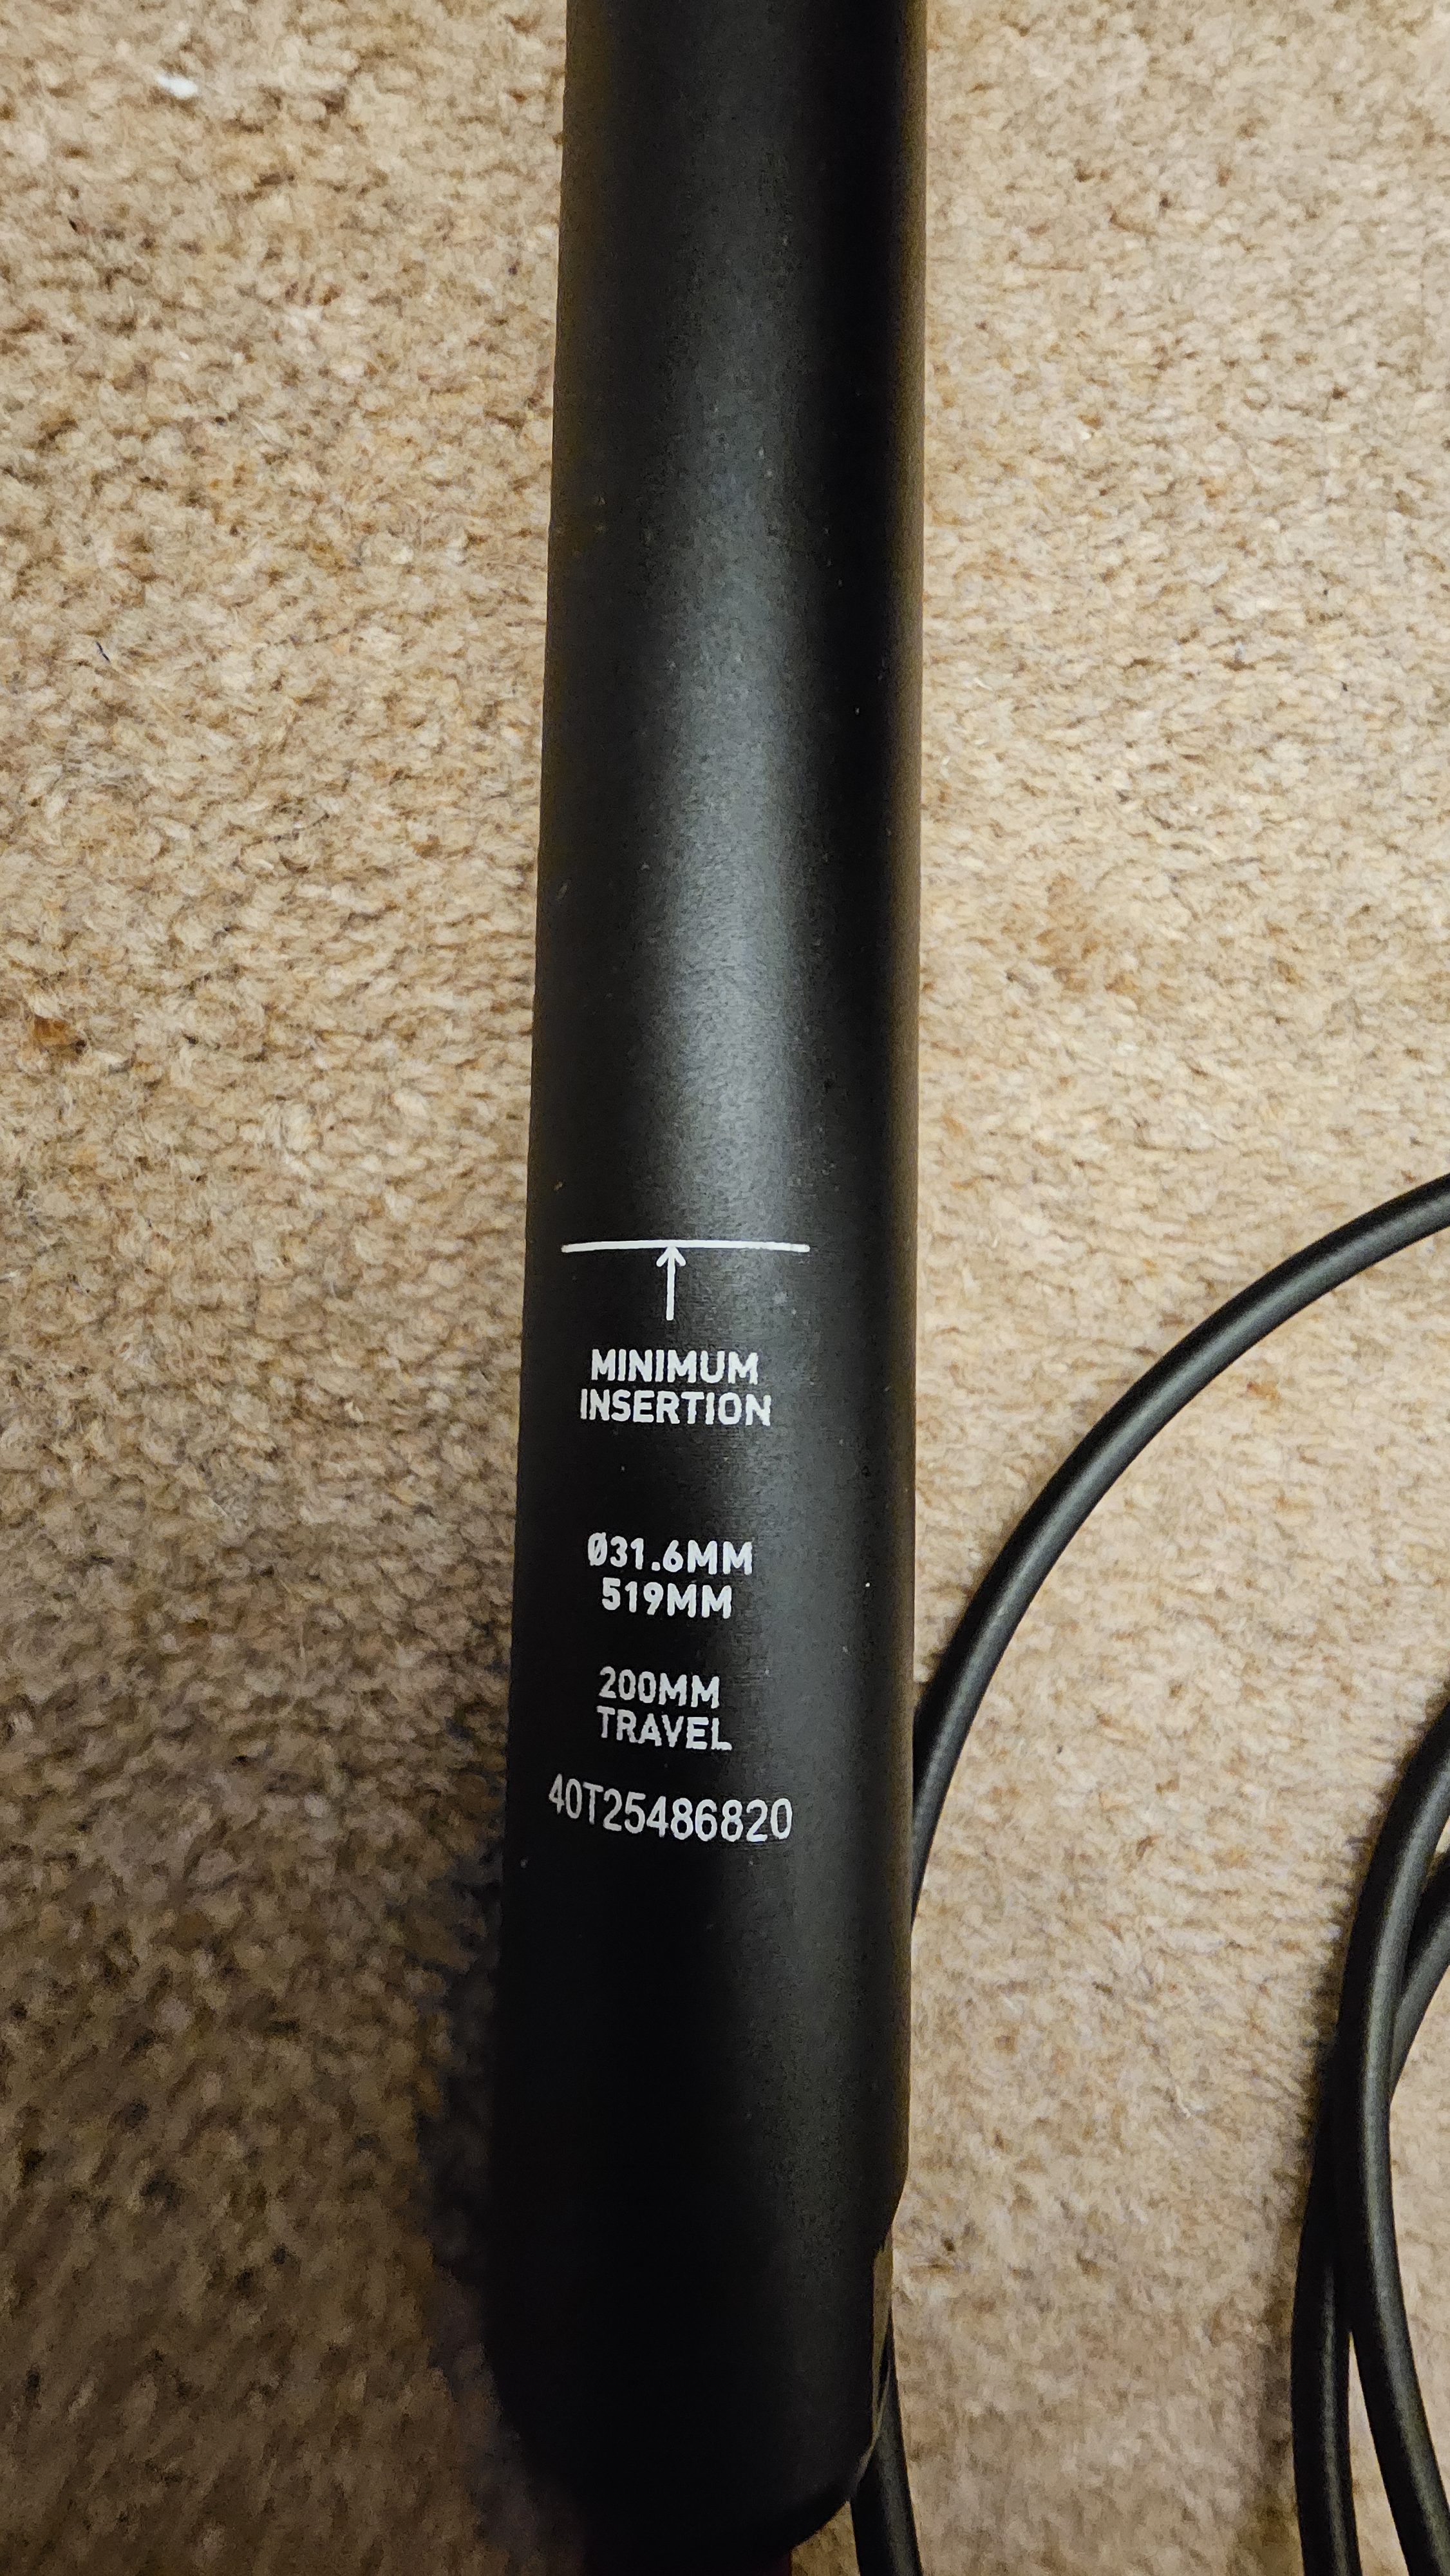 MINIMUM
INSERTION
Ø31.6MM
519MM
200MM
TRAVEL
40T25486820